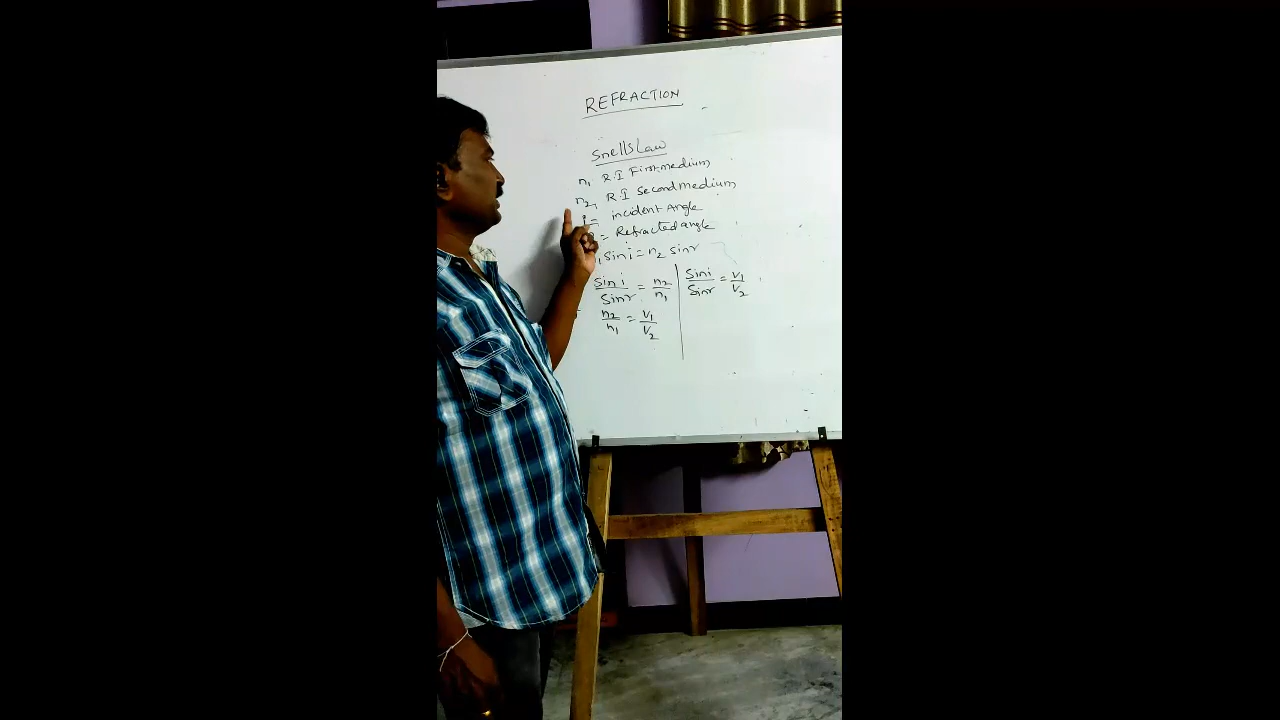 REFRACTION
Snells Law
n₁ R.I First medium
n₂, R.I Second medium
i = incident Angle
= Refracted angle
sin i = n₂ sin r
Sin i / Sin r = n₂ / n₁ | Sin i / Sin r = V₁ / V₂
n₂ / n₁ = V₁ / V₂